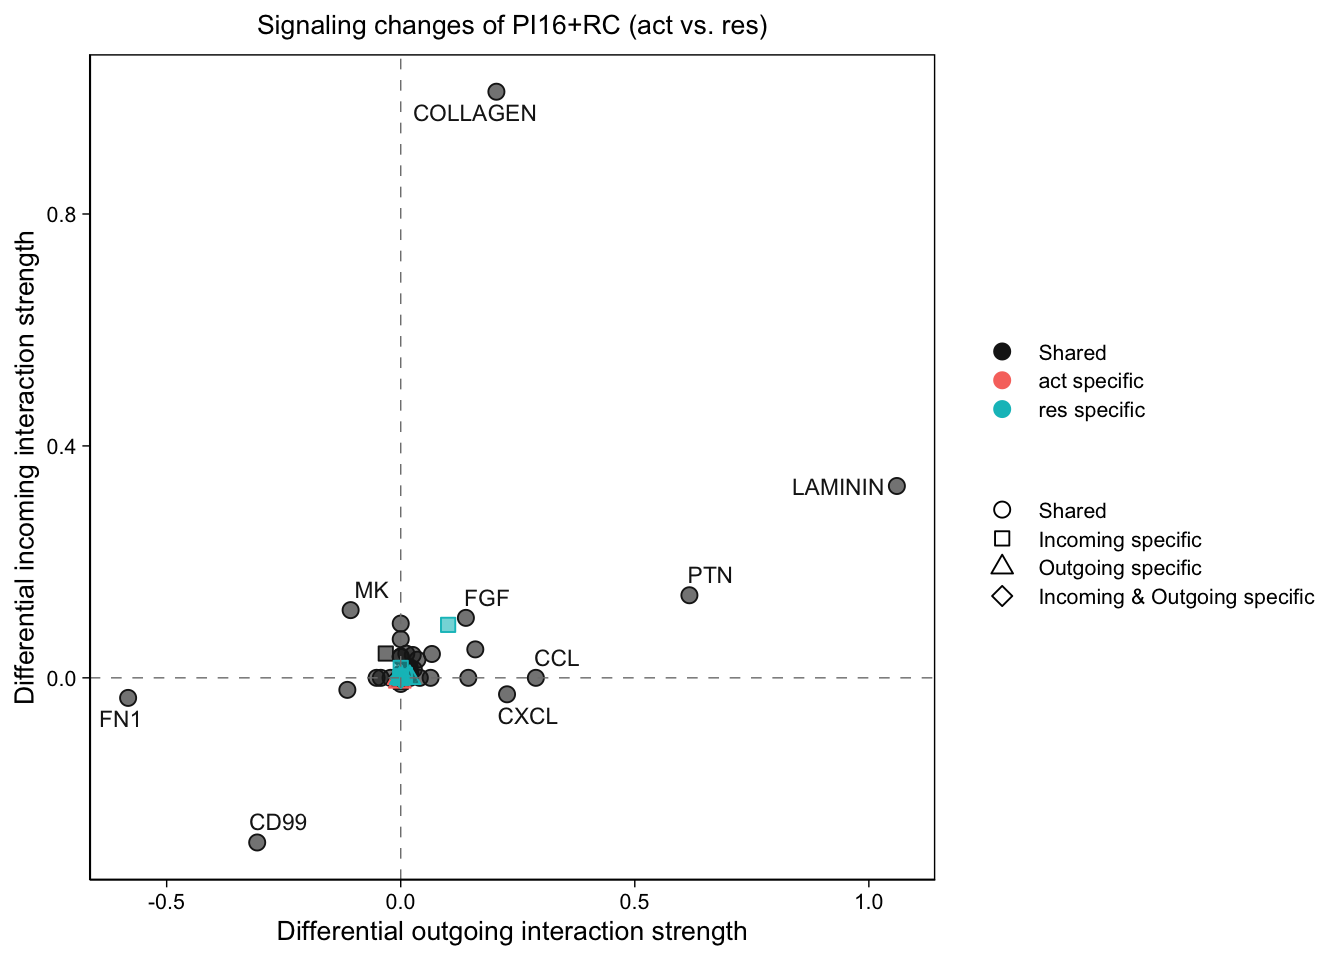 Signaling changes of PI16+RC (act vs. res)
COLLAGEN
0.8
0.4
0.0
Differential incoming interaction strength
LAMININ
PTN
MK
FGF
CCL
CXCL
FN1
CD99
-0.5
0.0
0.5
1.0
Differential outgoing interaction strength
Shared
act specific
res specific
Shared
Incoming specific
Outgoing specific
Incoming & Outgoing specific